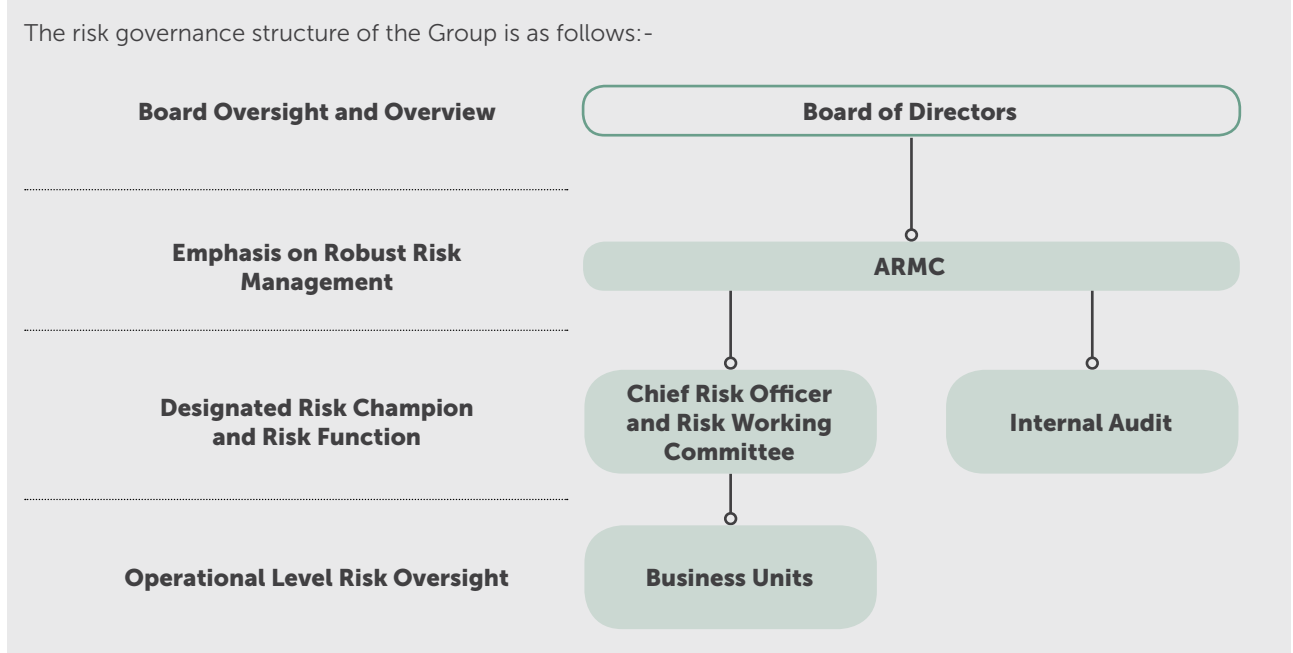 The risk governance structure of the Group is as follows:-
Board Oversight and Overview
Board of Directors
Emphasis on Robust Risk
Management
ARMC
Designated Risk Champion
and Risk Function
Chief Risk Officer
and Risk Working
Committee
Internal Audit
Operational Level Risk Oversight
Business Units